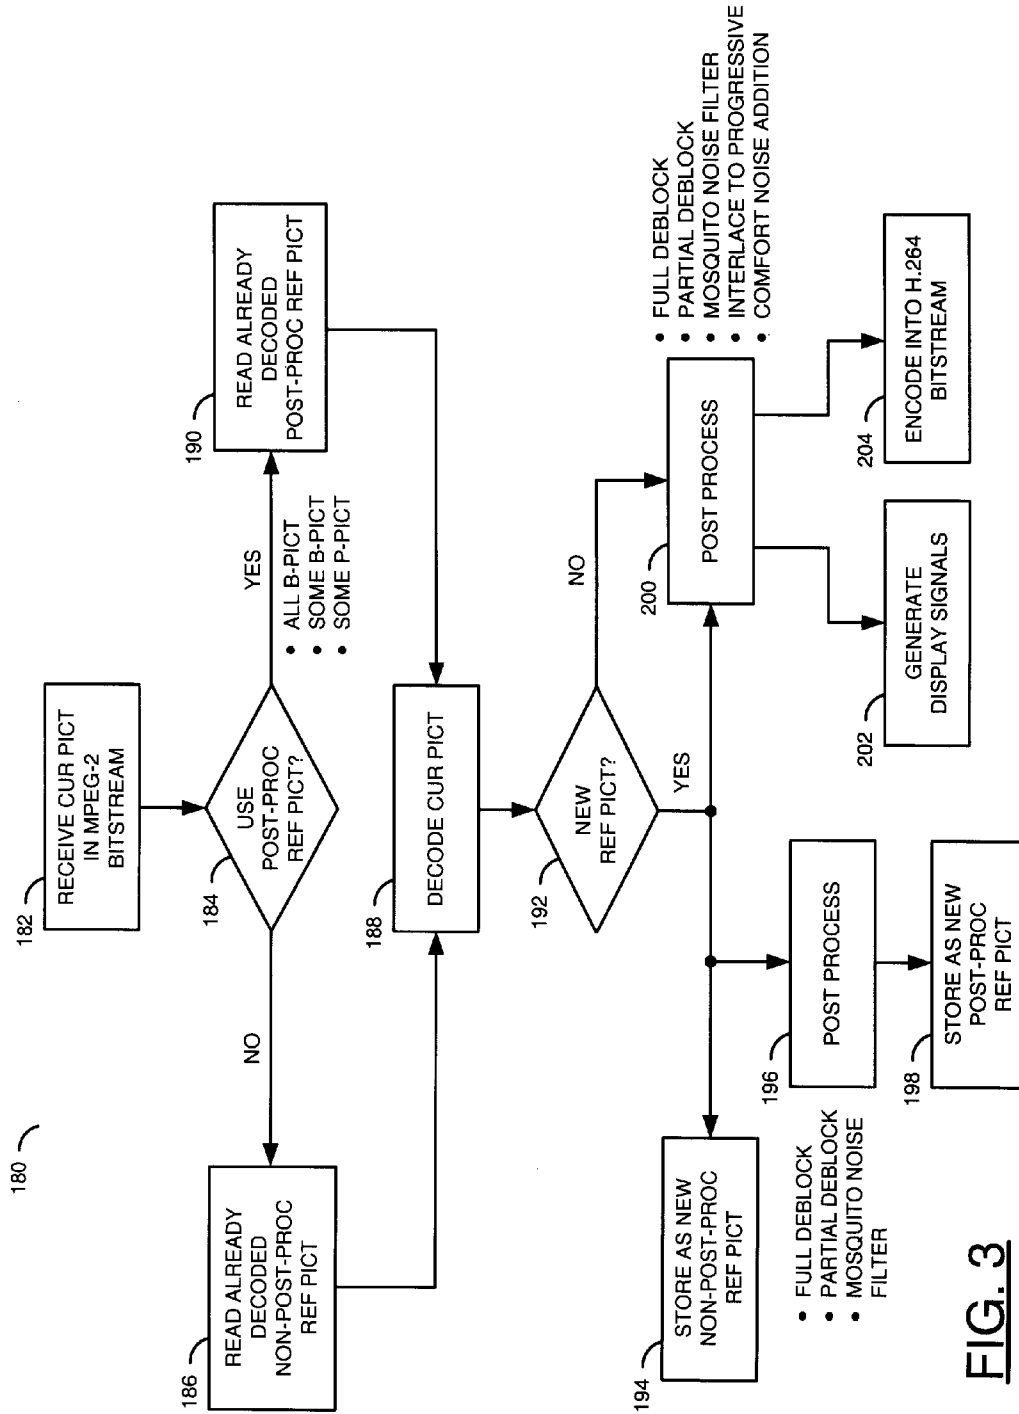 180
182
RECEIVE CUR PICT
IN MPEG-2
BITSTREAM
184
USE
POST-PROC
REF PICT?
NO
YES
• ALL B-PICT
• SOME B-PICT
• SOME P-PICT
186
READ ALREADY
DECODED
NON-POST-PROC
REF PICT
190
READ ALREADY
DECODED
POST-PROC REF PICT
188
DECODE CUR PICT
192
NEW
REF PICT?
NO
YES
194
STORE AS NEW
NON-POST-PROC
REF PICT
• FULL DEBLOCK
• PARTIAL DEBLOCK
• MOSQUITO NOISE
FILTER
196
POST PROCESS
198
STORE AS NEW
POST-PROC
REF PICT
200
POST PROCESS
• FULL DEBLOCK
• PARTIAL DEBLOCK
• MOSQUITO NOISE FILTER
• INTERLACE TO PROGRESSIVE
• COMFORT NOISE ADDITION
202
GENERATE
DISPLAY SIGNALS
204
ENCODE INTO H.264
BITSTREAM
FIG. 3